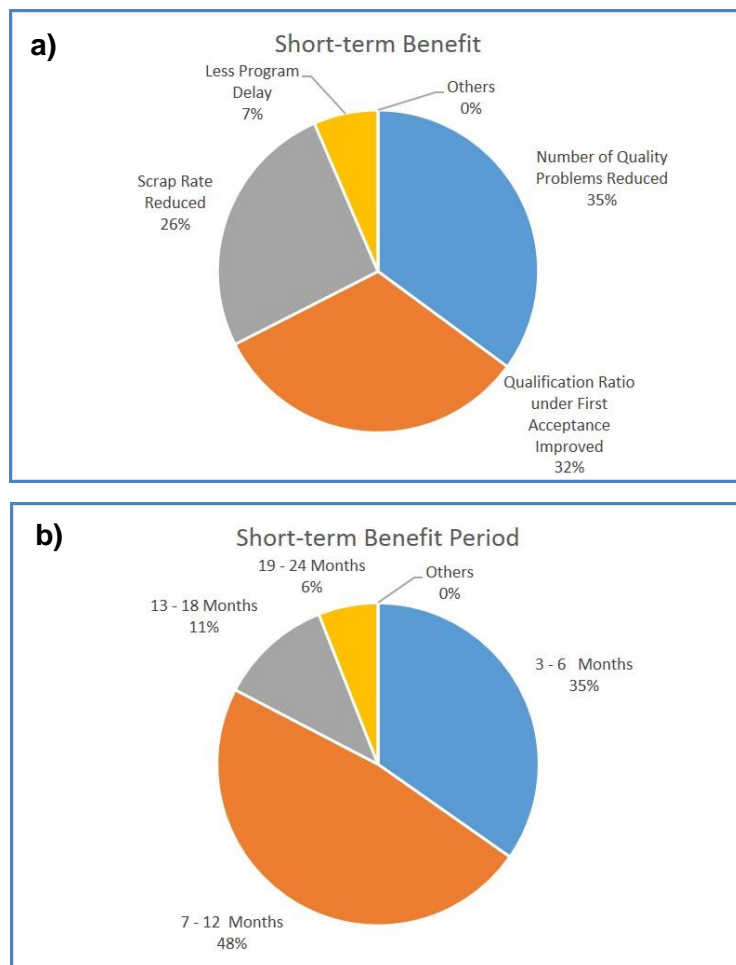 a)
Short-term Benefit
Less Program
Delay
7%
Others
0%
Number of Quality
Problems Reduced
35%
Scrap Rate
Reduced
26%
Qualification Ratio
under First
Acceptance
Improved
32%
b)
Short-term Benefit Period
19 - 24 Months
6%
Others
0%
13 - 18 Months
11%
3 - 6 Months
35%
7 - 12 Months
48%